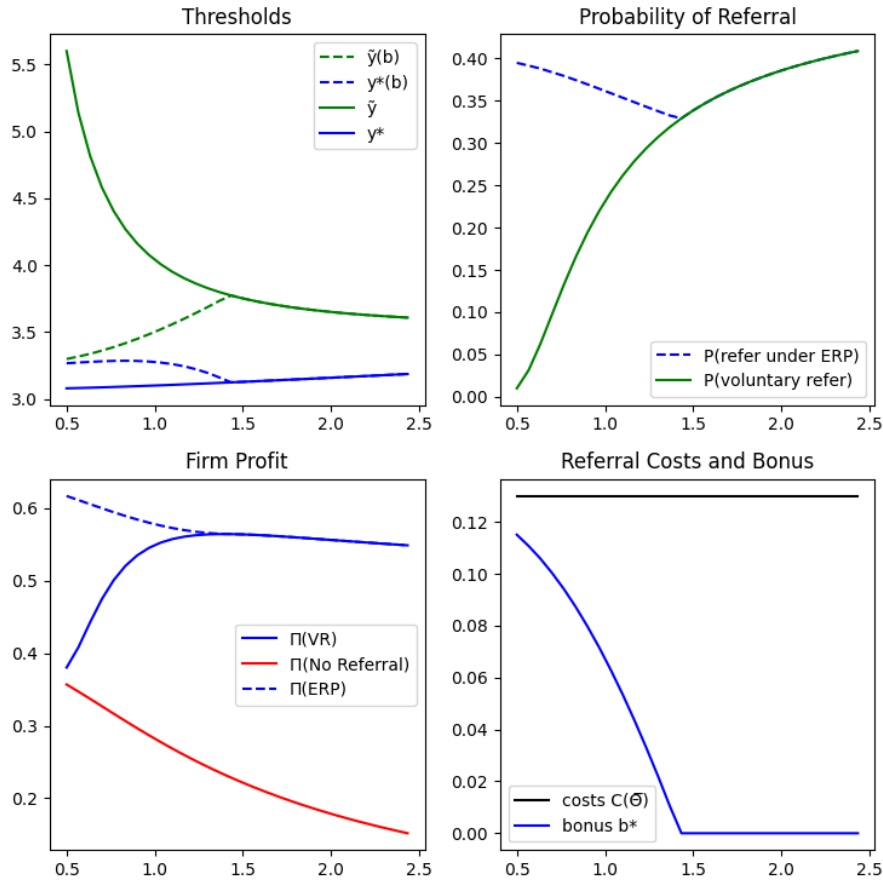 Thresholds
5.5
5.0
4.5
4.0
3.5
3.0
0.5 1.0 1.5 2.0 2.5
ỹ(b)
y*(b)
ỹ
y*
Probability of Referral
0.40
0.35
0.30
0.25
0.20
0.15
0.10
0.05
0.00
0.5 1.0 1.5 2.0 2.5
P(refer under ERP)
P(voluntary refer)
Firm Profit
0.6
0.5
0.4
0.3
0.2
0.5 1.0 1.5 2.0 2.5
Π(VR)
Π(No Referral)
Π(ERP)
Referral Costs and Bonus
0.12
0.10
0.08
0.06
0.04
0.02
0.00
0.5 1.0 1.5 2.0 2.5
costs C(Θ̅)
bonus b*